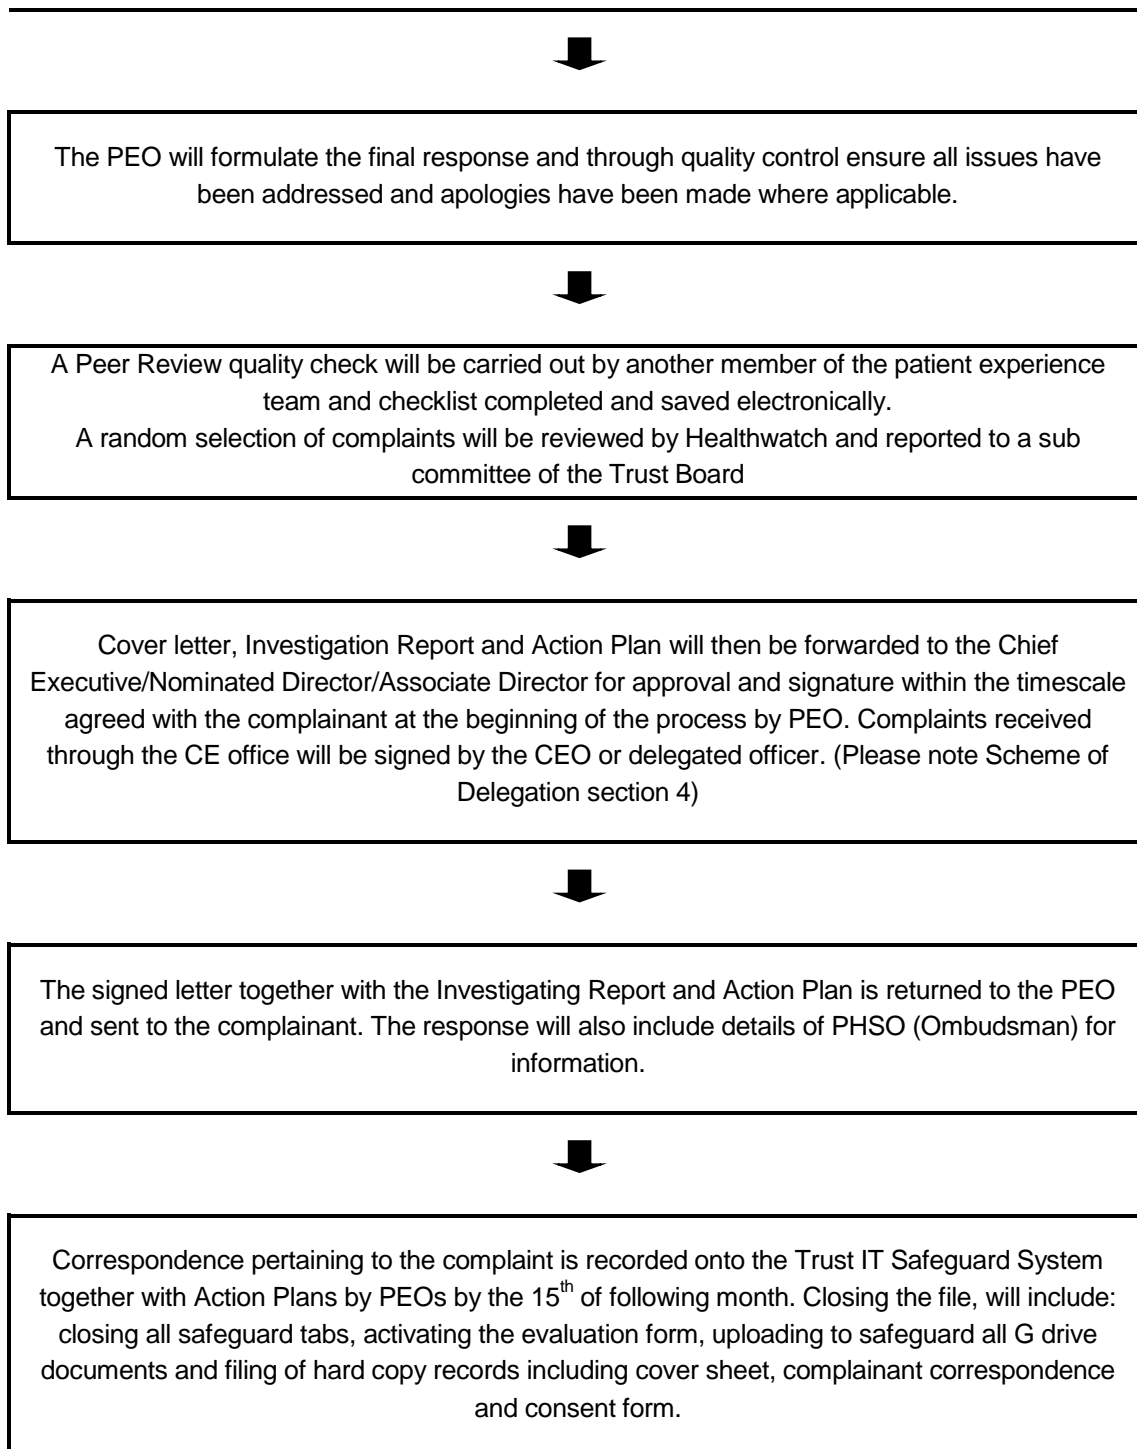 The PEO will formulate the final response and through quality control ensure all issues have
been addressed and apologies have been made where applicable.
A Peer Review quality check will be carried out by another member of the patient experience
team and checklist completed and saved electronically.
A random selection of complaints will be reviewed by Healthwatch and reported to a sub
committee of the Trust Board
Cover letter, Investigation Report and Action Plan will then be forwarded to the Chief
Executive/Nominated Director/Associate Director for approval and signature within the timescale
agreed with the complainant at the beginning of the process by PEO. Complaints received
through the CE office will be signed by the CEO or delegated officer. (Please note Scheme of
Delegation section 4)
The signed letter together with the Investigating Report and Action Plan is returned to the PEO
and sent to the complainant. The response will also include details of PHSO (Ombudsman) for
information.
Correspondence pertaining to the complaint is recorded onto the Trust IT Safeguard System
together with Action Plans by PEOs by the 15th of following month. Closing the file, will include:
closing all safeguard tabs, activating the evaluation form, uploading to safeguard all G drive
documents and filing of hard copy records including cover sheet, complainant correspondence
and consent form.